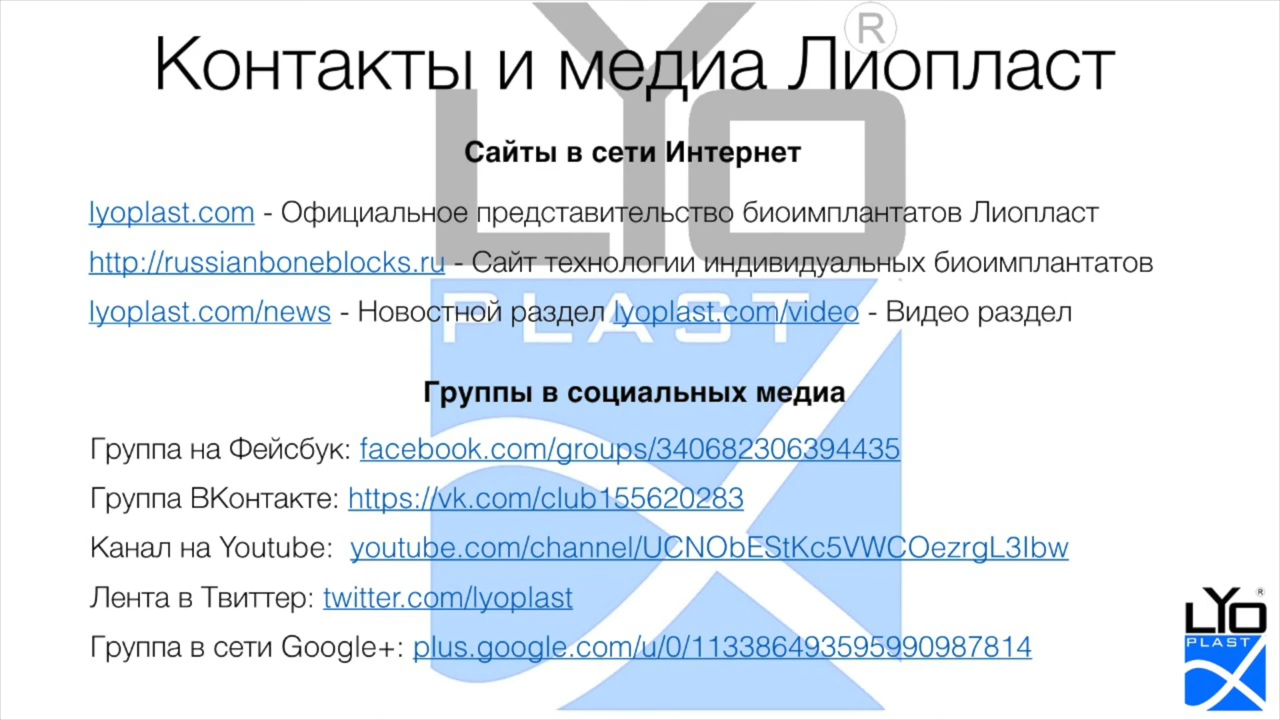 Контакты и медиа Лиопласт
Сайты в сети Интернет
lyoplast.com - Официальное представительство биоимплантатов Лиопласт
http://russianboneblocks.ru - Сайт технологии индивидуальных биоимплантатов
lyoplast.com/news - Новостной раздел lyoplast.com/video - Видео раздел
Группы в социальных медиа
Группа на Фейсбук: facebook.com/groups/340682306394435
Группа ВКонтакте: https://vk.com/club155620283
Канал на Youtube: youtube.com/channel/UCNObEStKc5VWCOezrgL3Ibw
Лента в Твиттер: twitter.com/lyoplast
Группа в сети Google+: plus.google.com/u/0/113386493595990987814
LYO ®
PLAST
LYO ®
PLAST